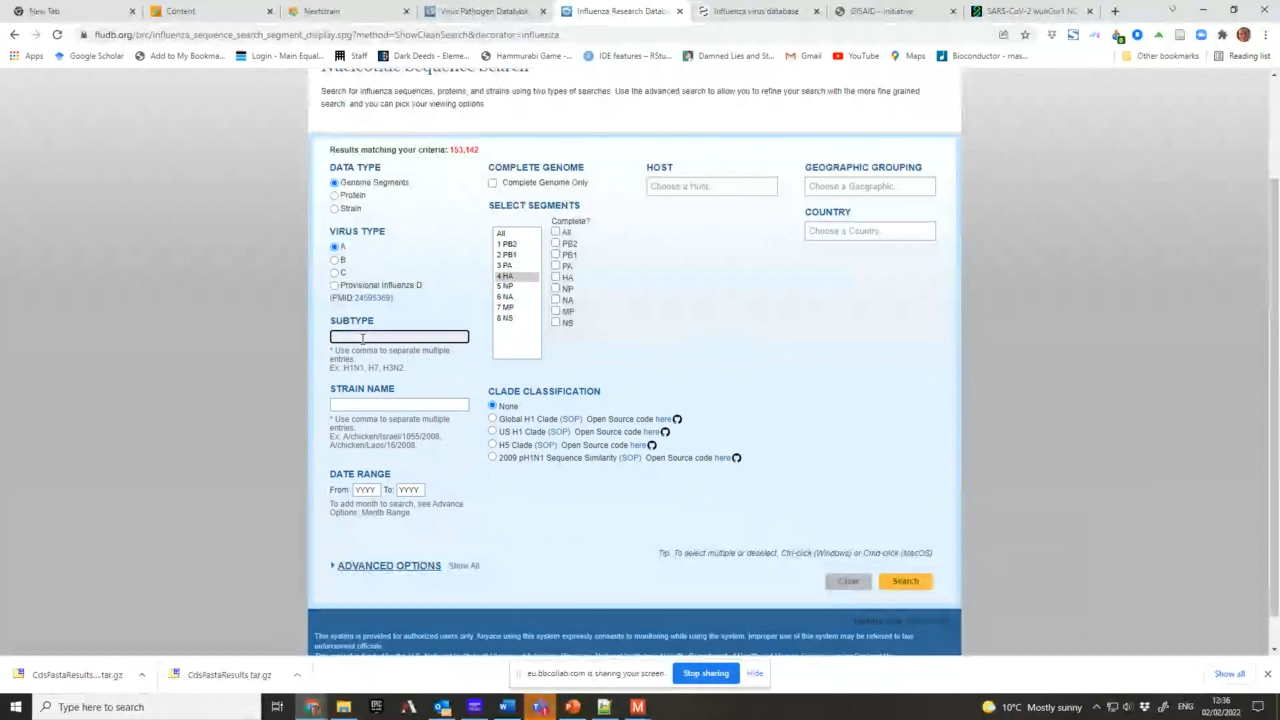 New Tab
Content
Nextstrain
Virus Pathogen Database
Influenza Research Databa
Influenza virus database
GISAID - Initiative
SARS-CoV-2 wuhCor1 NC
fludb.org/brc/influenza_sequence_search_segment_display.spg?method=ShowCleanSearch&decorator=influenza
Apps
GoogleScholar
Add to My Bookma...
Login - Main Equal...
Staff
Dark Deeds - Eleme...
Hammurabi Game -...
IDE features – RStu...
Damned Lies and St...
Gmail
YouTube
Maps
Bioconductor - rnas...
Other bookmarks
Reading list
Nucleotide Sequence Search
Search for influenza sequences, proteins, and strains using two types of searches. Use the advanced search to allow you to refine your search with the more fine grained
search, and you can pick your viewing options
Results matching your criteria: 153,142
DATA TYPE
Genome Segments
Protein
Strain
VIRUS TYPE
A
B
C
Provisional Influenza D
(PMID:24595369)
SUBTYPE
* Use comma to separate multiple
entries.
Ex: H1N1, H7, H3N2.
STRAIN NAME
* Use comma to separate multiple
entries.
Ex: A/chicken/Israel/1055/2008,
A/chicken/Laos/16/2008.
DATE RANGE
From: YYYY To: YYYY
To add month to search, see Advance
Options: Month Range
COMPLETE GENOME
Complete Genome Only
SELECT SEGMENTS
All
1 PB2
2 PB1
3 PA
4 HA
5 NP
6 NA
7 MP
8 NS
Complete?
All
PB2
PB1
PA
HA
NP
NA
MP
NS
CLADE CLASSIFICATION
None
Global H1 Clade (SOP) Open Source code here
US H1 Clade (SOP) Open Source code here
H5 Clade (SOP) Open Source code here
2009 pH1N1 Sequence Similarity (SOP) Open Source code here
HOST
Choose a Host...
GEOGRAPHIC GROUPING
Choose a Geographic...
COUNTRY
Choose a Country.
Tip: To select multiple or deselect, Ctrl-click (Windows) or Cmd-click (MacOS)
ADVANCED OPTIONS Show All
Clear
Search
This system is provided for authorized users only. Anyone using this system expressly consents to monitoring while using the system. Improper use of this system may be referred to law
enforcement officials.
CdsFastaResults....tar.gz
CdsFastaResults.tar.gz
eu.bbcollab.com is sharing your screen.
Stop sharing
Hide
Show all
Type here to search
10°C Mostly sunny
12:36
02/02/2022